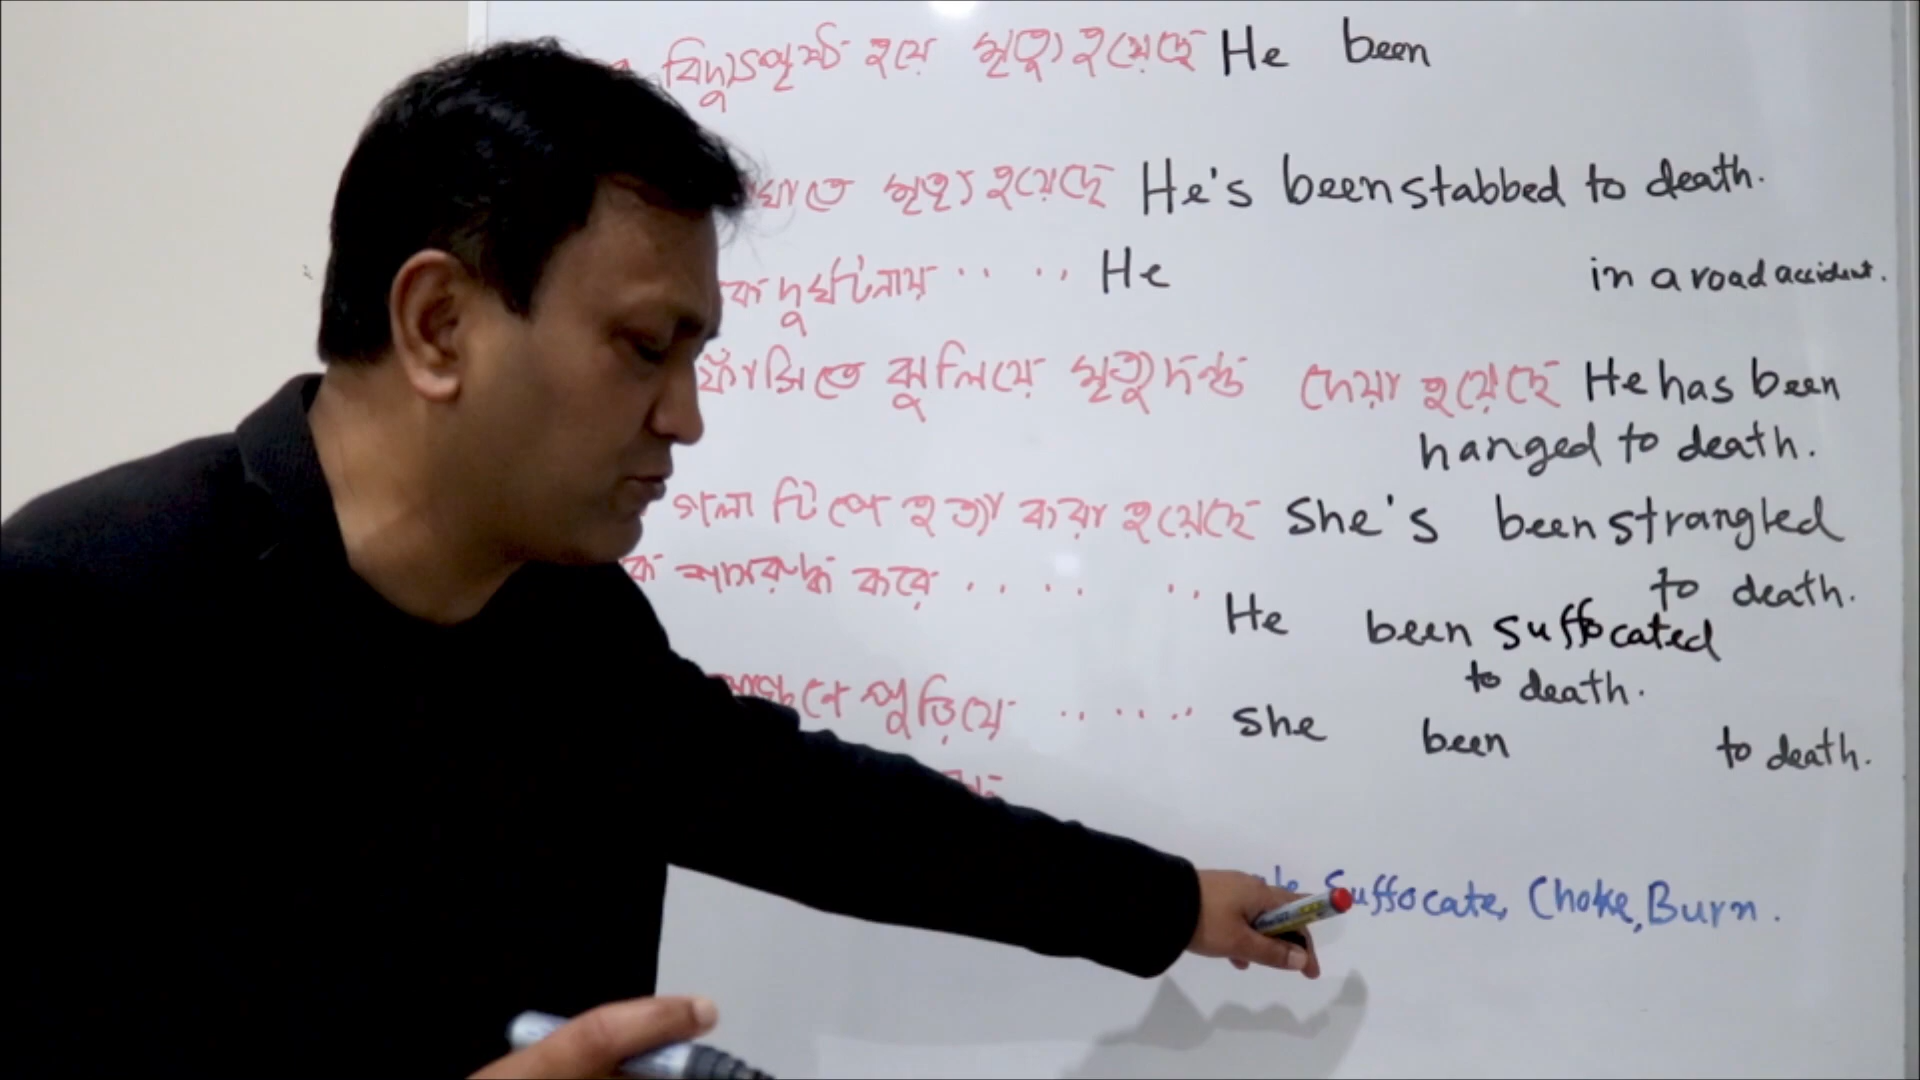 বিদ্যুৎস্পৃষ্ট হয়ে মৃত্যু হয়েছে He been
মৃত্যু হয়েছে He's been stabbed to death.
দুর্ঘটনায় .. .. He in a road accident.
ফাঁসিতে ঝুলিয়ে মৃত্যুদন্ড দেয়া হয়েছে He has been
hanged to death.
গলা টিপে হত্যা করা হয়েছে She's been strangled
to death.
শ্বাসরুদ্ধ করে .... .. He been suffocated
to death.
পুড়িয়ে ..... She been to death.
Suffocate, Choke, Burn.